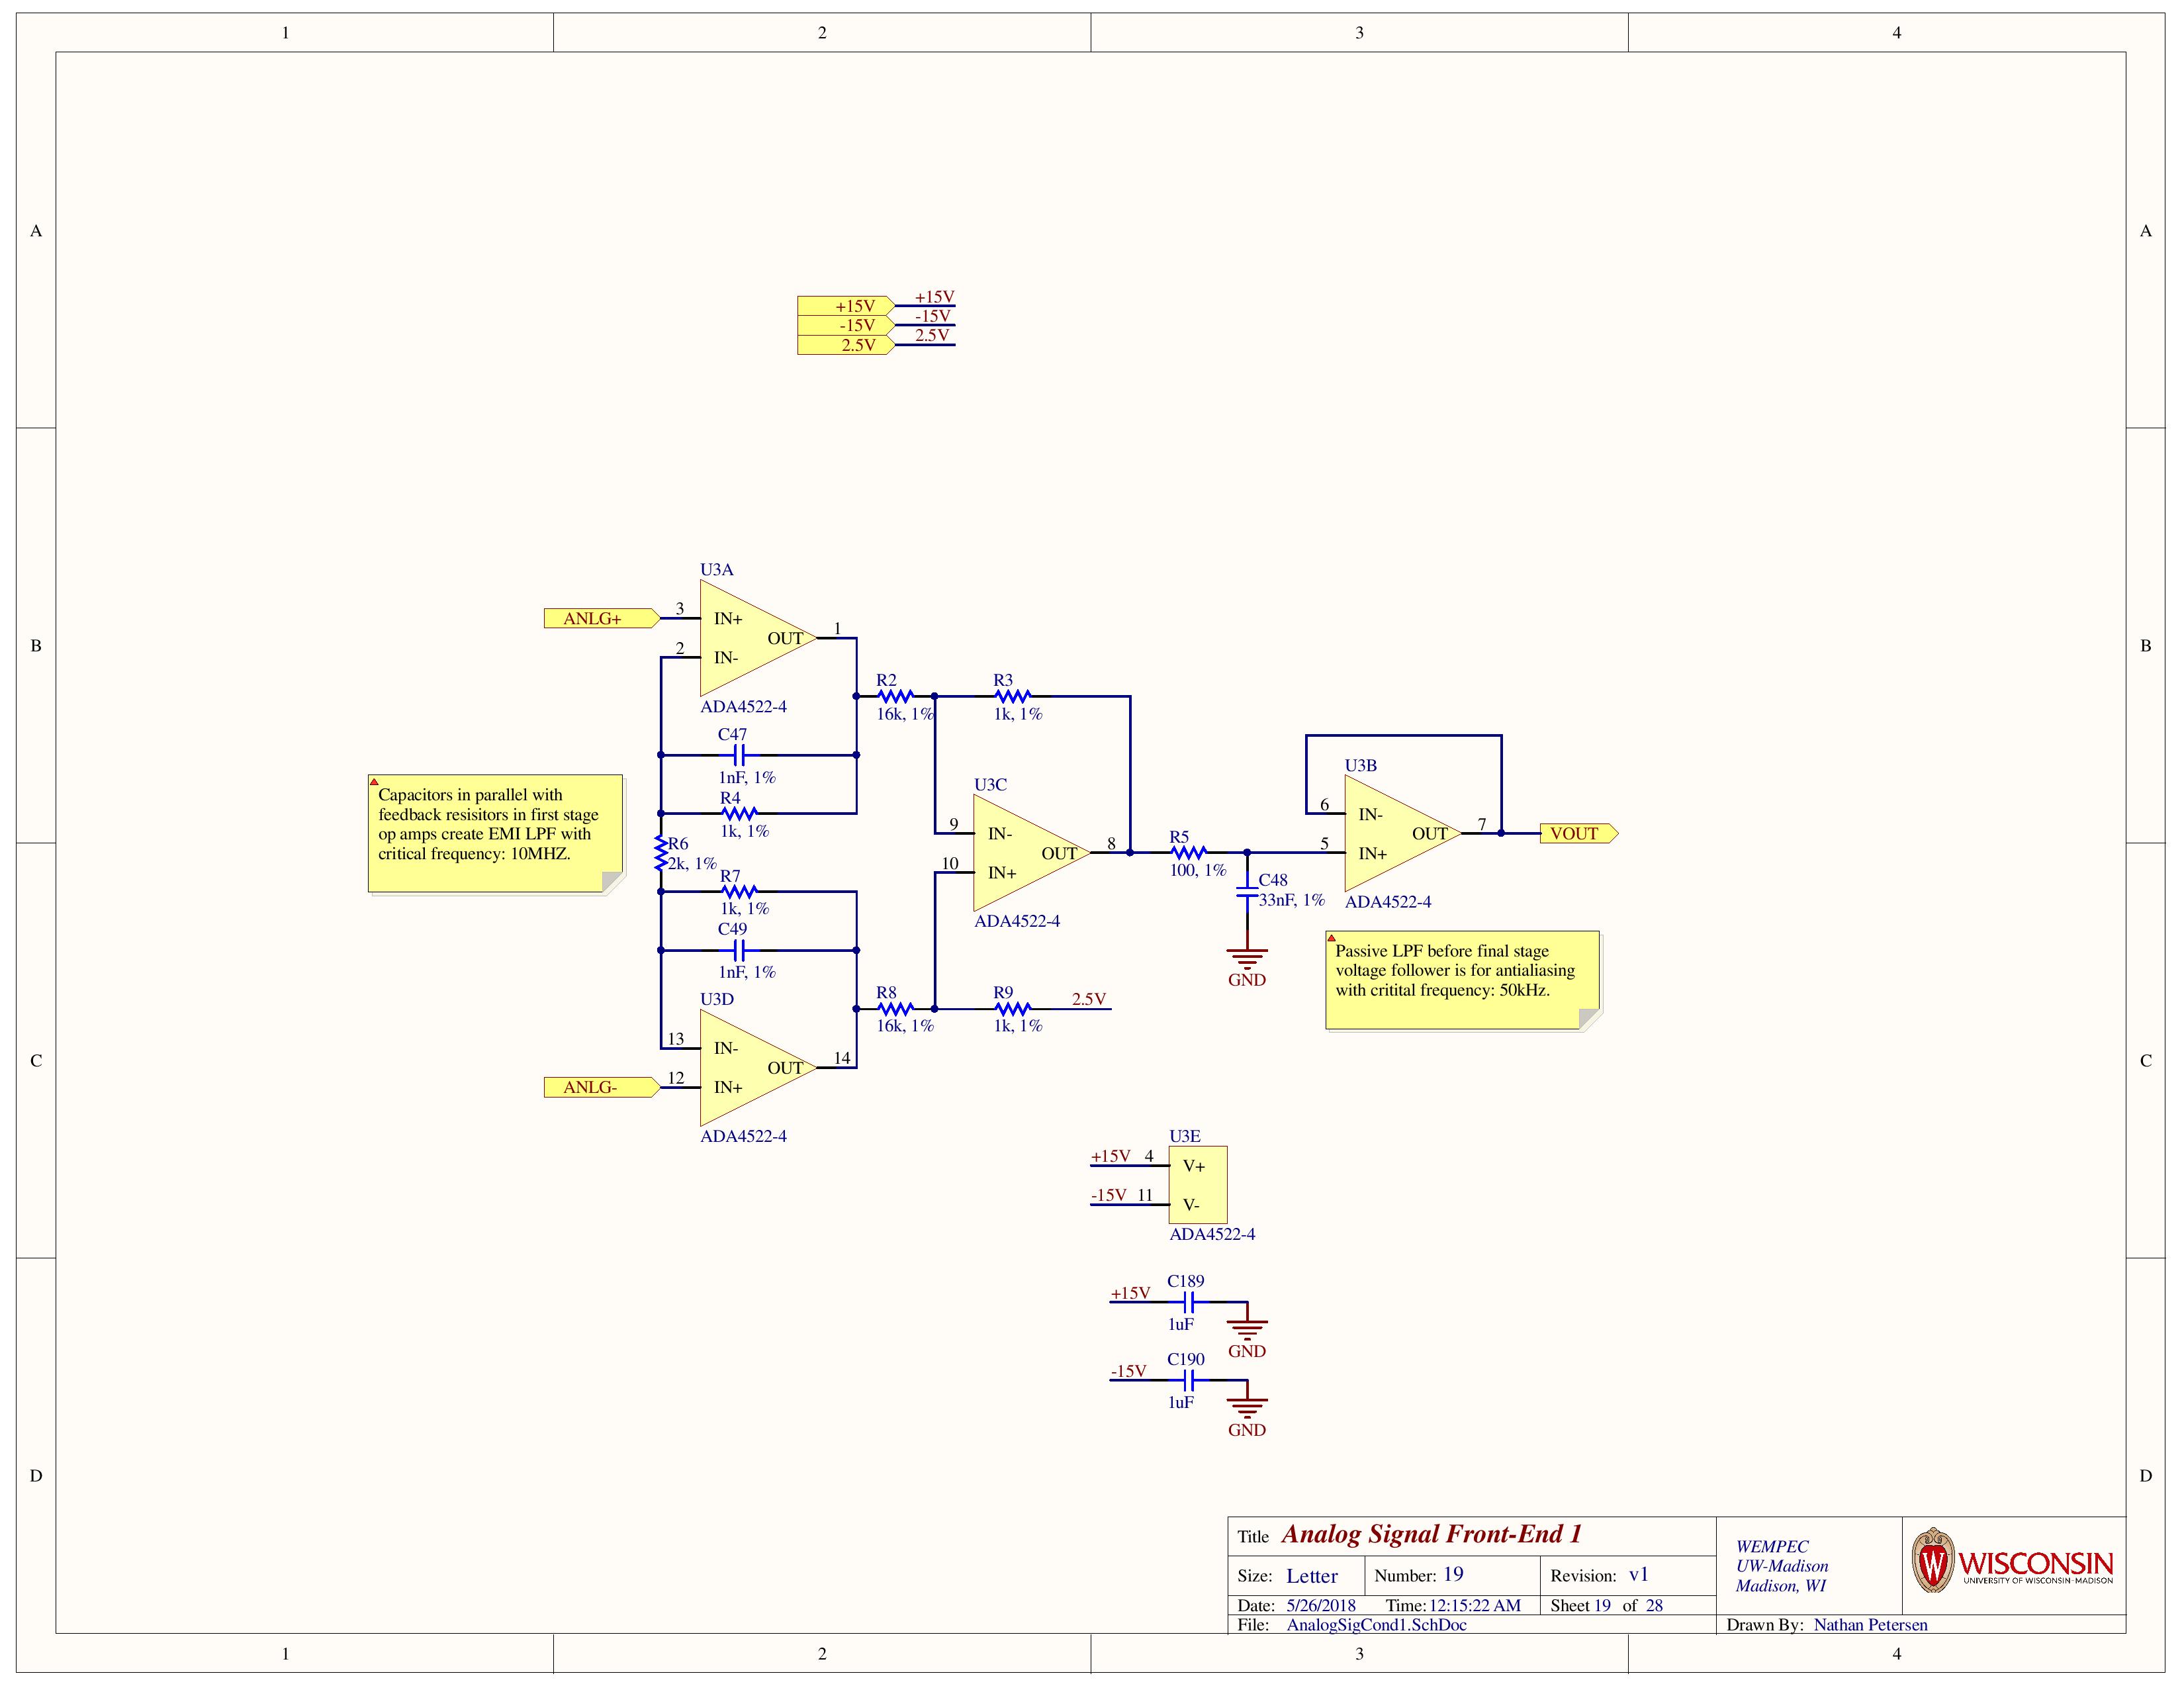 1 2 3 4
A A
+15V +15V
-15V -15V
2.5V 2.5V
B B
U3A
ANLG+ 3 IN+
OUT 1
2 IN-
ADA4522-4
R2 R3
16k, 1% 1k, 1%
C47
1nF, 1%
R4
1k, 1%
Capacitors in parallel with
feedback resisitors in first stage
op amps create EMI LPF with
critical frequency: 10MHZ.
R6
2k, 1%
R7
1k, 1%
C49
1nF, 1%
U3C
9 IN-
OUT 8
10 IN+
ADA4522-4
R5
100, 1%
C48
33nF, 1%
GND
U3B
6 IN-
OUT 7 VOUT
5 IN+
ADA4522-4
Passive LPF before final stage
voltage follower is for antialiasing
with critital frequency: 50kHz.
U3D
R8 R9 2.5V
16k, 1% 1k, 1%
13 IN-
OUT 14
ANLG- 12 IN+
ADA4522-4
C C
U3E
+15V 4 V+
-15V 11 V-
ADA4522-4
C189
+15V
1uF
GND
C190
-15V
1uF
GND
D D
Title Analog Signal Front-End 1
Size: Letter Number: 19 Revision: v1
Date: 5/26/2018 Time: 12:15:22 AM Sheet 19 of 28
File: AnalogSigCond1.SchDoc
WEMPEC
UW-Madison
Madison, WI
W WISCONSIN
UNIVERSITY OF WISCONSIN-MADISON
Drawn By: Nathan Petersen
1 2 3 4